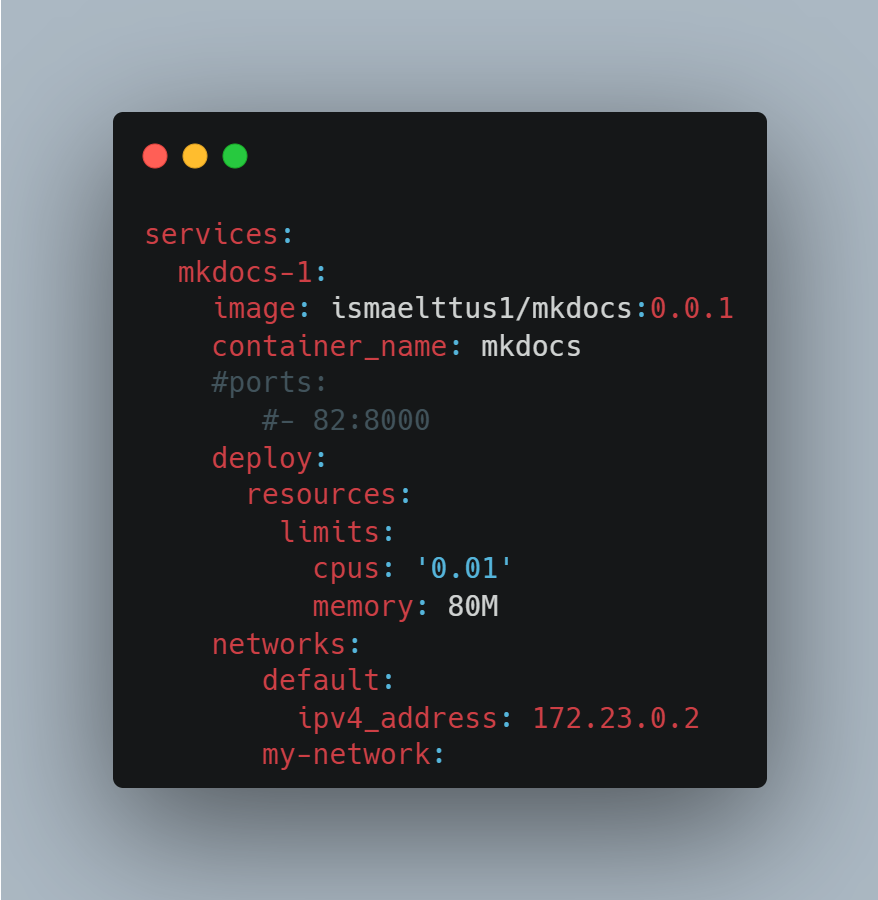 services:
  mkdocs-1:
    image: ismaelttus1/mkdocs:0.0.1
    container_name: mkdocs
    #ports:
       #- 82:8000
    deploy:
      resources:
        limits:
          cpus: '0.01'
          memory: 80M
    networks:
       default:
         ipv4_address: 172.23.0.2
       my-network: